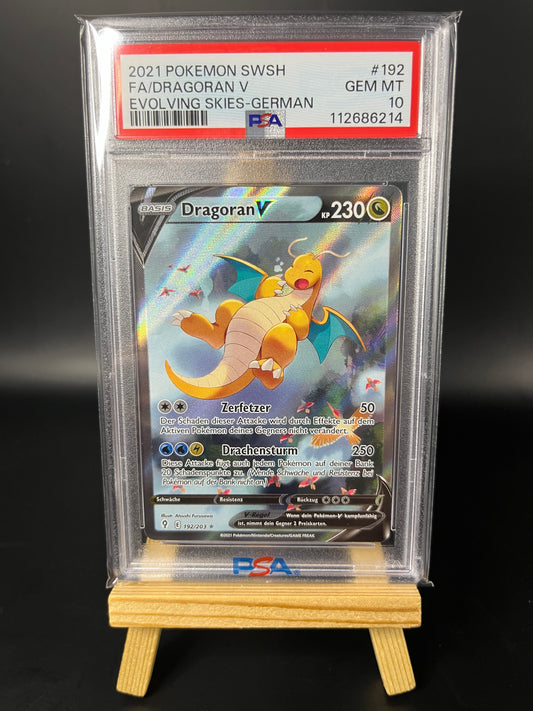 2021 POKEMON SWSH #192
FA/DRAGORAN V GEM MT
EVOLVING SKIES-GERMAN 10
PSA 112686214
BASIS Dragoran V KP 230
Zerfetzer 50
Der Schaden dieser Attacke wird durch Effekte auf dem
Aktiven Pokémon deines Gegners nicht verändert.
Drachensturm 250
Diese Attacke fügt auch jedem Pokémon auf deiner Bank
20 Schadenspunkte zu. (Wende Schwäche und Resistenz bei
Pokémon auf der Bank nicht an.)
Schwäche Resistenz Rückzug
V-Regel Wenn dein Pokémon-V kampfunfähig
ist, nimmt dein Gegner 2 Preiskarten.
Illus. Atsushi Furusawa
192/203
©2021 Pokémon/Nintendo/Creatures/GAME FREAK
PSA